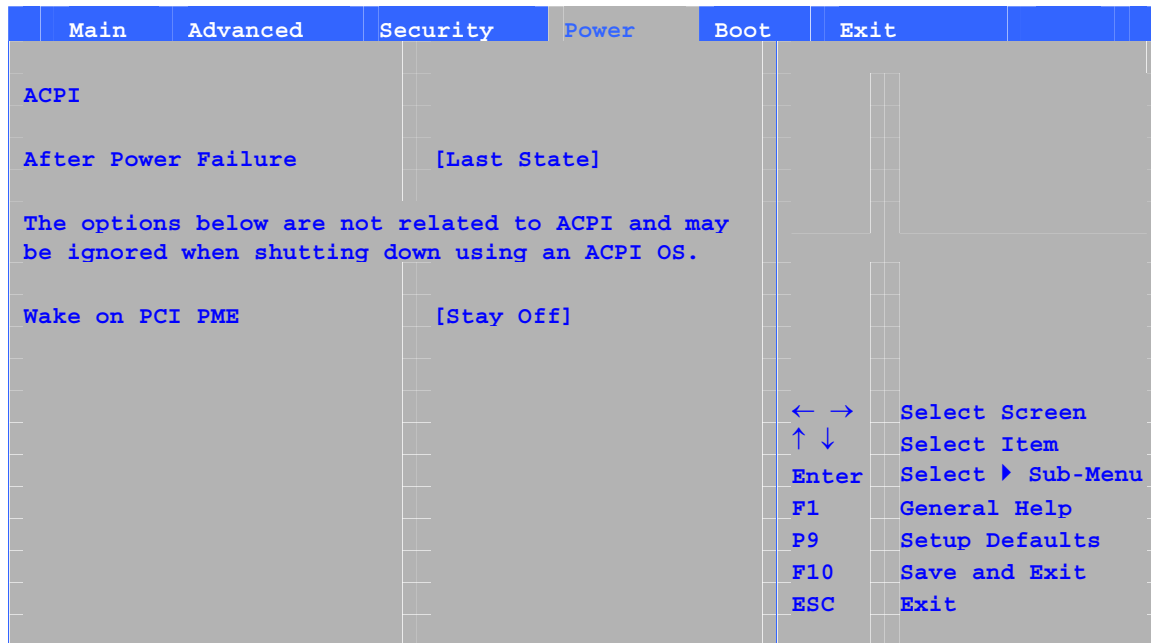 Main Advanced Security Power Boot Exit
ACPI
After Power Failure [Last State]
The options below are not related to ACPI and may
be ignored when shutting down using an ACPI OS.
Wake on PCI PME [Stay Off]
← → Select Screen
↑ ↓ Select Item
Enter Select ▶ Sub-Menu
F1 General Help
P9 Setup Defaults
F10 Save and Exit
ESC Exit